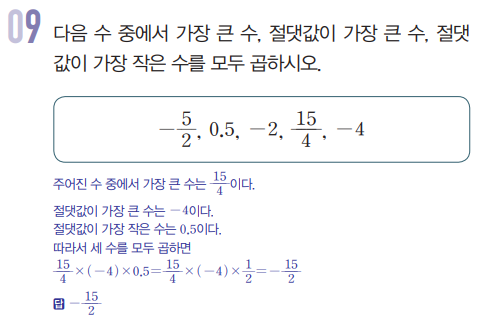 09 다음 수 중에서 가장 큰 수, 절댓값이 가장 큰 수, 절댓
값이 가장 작은 수를 모두 곱하시오.
-5/2, 0.5, -2, 15/4, -4
주어진 수 중에서 가장 큰 수는 15/4이다.
절댓값이 가장 큰 수는 -4이다.
절댓값이 가장 작은 수는 0.5이다.
따라서 세 수를 모두 곱하면
15/4×(-4)×0.5=15/4×(-4)×1/2=-15/2
답 -15/2